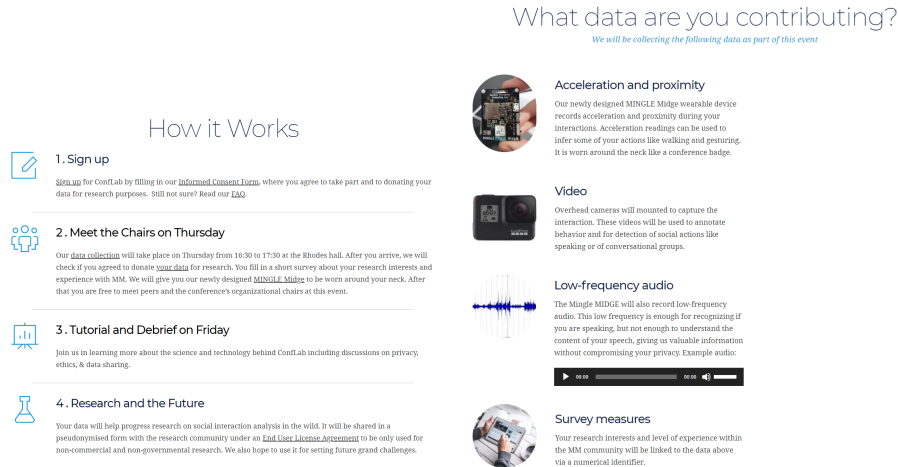 How it Works
1 . Sign up
Sign up for ConfLab by filling in our Informed Consent Form, where you agree to take part and to donating your
data for research purposes. Still not sure? Read our FAQ.
2 . Meet the Chairs on Thursday
Our data collection will take place on Thursday from 16:30 to 17:30 at the Rhodes hall. After you arrive, we will
check if you agreed to donate your data for research. You fill in a short survey about your research interests and
experience with MM. We will give you our newly designed MINGLE Midge to be worn around your neck. After
that you are free to meet peers and the conference's organizational chairs at this event.
3 . Tutorial and Debrief on Friday
Join us in learning more about the science and technology behind ConfLab including discussions on privacy,
ethics, & data sharing.
4 . Research and the Future
Your data will help progress research on social interaction analysis in the wild. It will be shared in a
pseudonymised form with the research community under an End User License Agreement to be only used for
non-commercial and non-governmental research. We also hope to use it for setting future grand challenges.
What data are you contributing?
We will be collecting the following data as part of this event
Acceleration and proximity
Our newly designed MINGLE Midge wearable device
records acceleration and proximity during your
interactions. Acceleration readings can be used to
infer some of your actions like walking and gesturing.
It is worn around the neck like a conference badge.
Video
Overhead cameras will mounted to capture the
interaction. These videos will be used to annotate
behavior and for detection of social actions like
speaking or of conversational groups.
Low-frequency audio
The Mingle MIDGE will also record low-frequency
audio. This low frequency is enough for recognizing if
you are speaking, but not enough to understand the
content of your speech, giving us valuable information
without compromising your privacy. Example audio:
00:00 00:00
Survey measures
Your research interests and level of experience within
the MM community will be linked to the data above
via a numerical identifier.